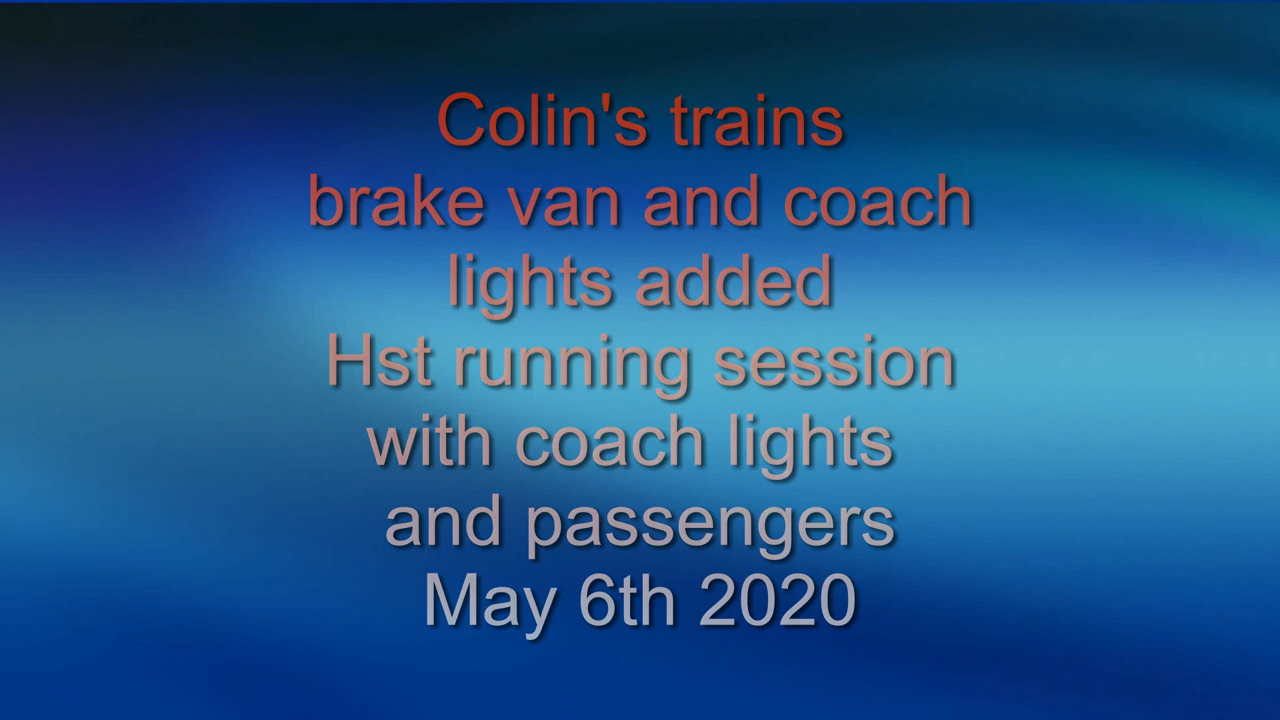 Colin's trains
brake van and coach
lights added
Hst running session
with coach lights
and passengers
May 6th 2020